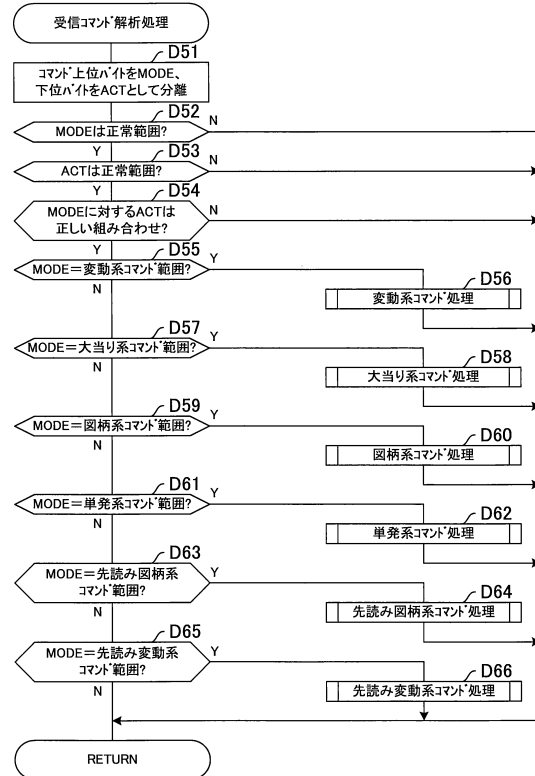 受信コマンド解析処理
D51
コマンド上位バイトをMODE、
下位バイトをACTとして分離
D52
MODEは正常範囲?
N
Y
D53
ACTは正常範囲?
N
Y
D54
MODEに対するACTは
正しい組み合わせ?
N
Y
D55
MODE=変動系コマンド範囲?
Y
N
D56
変動系コマンド処理
D57
MODE=大当り系コマンド範囲?
Y
N
D58
大当り系コマンド処理
D59
MODE=図柄系コマンド範囲?
Y
N
D60
図柄系コマンド処理
D61
MODE=単発系コマンド範囲?
Y
N
D62
単発系コマンド処理
D63
MODE=先読み図柄系
コマンド範囲?
Y
N
D64
先読み図柄系コマンド処理
D65
MODE=先読み変動系
コマンド範囲?
Y
N
D66
先読み変動系コマンド処理
RETURN